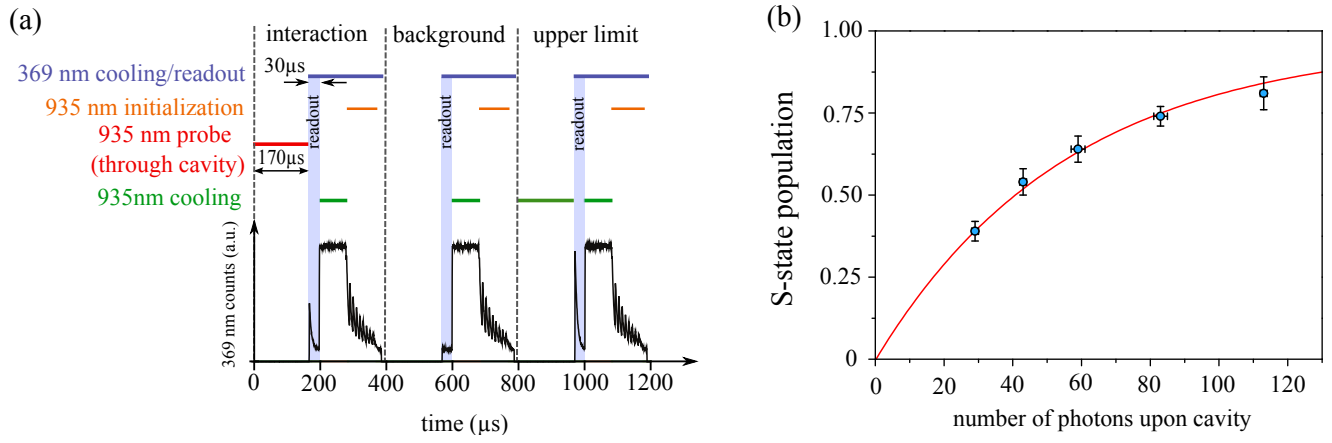 (a)
interaction
background
upper limit
369 nm cooling/readout
30µs
935 nm initialization
935 nm probe
(through cavity)
170µs
935nm cooling
readout
readout
readout
369 nm counts (a.u.)
0
200
400
600
800
1000
1200
time (µs)
(b)
1.00
0.75
0.50
0.25
0
S-state population
0
20
40
60
80
100
120
number of photons upon cavity